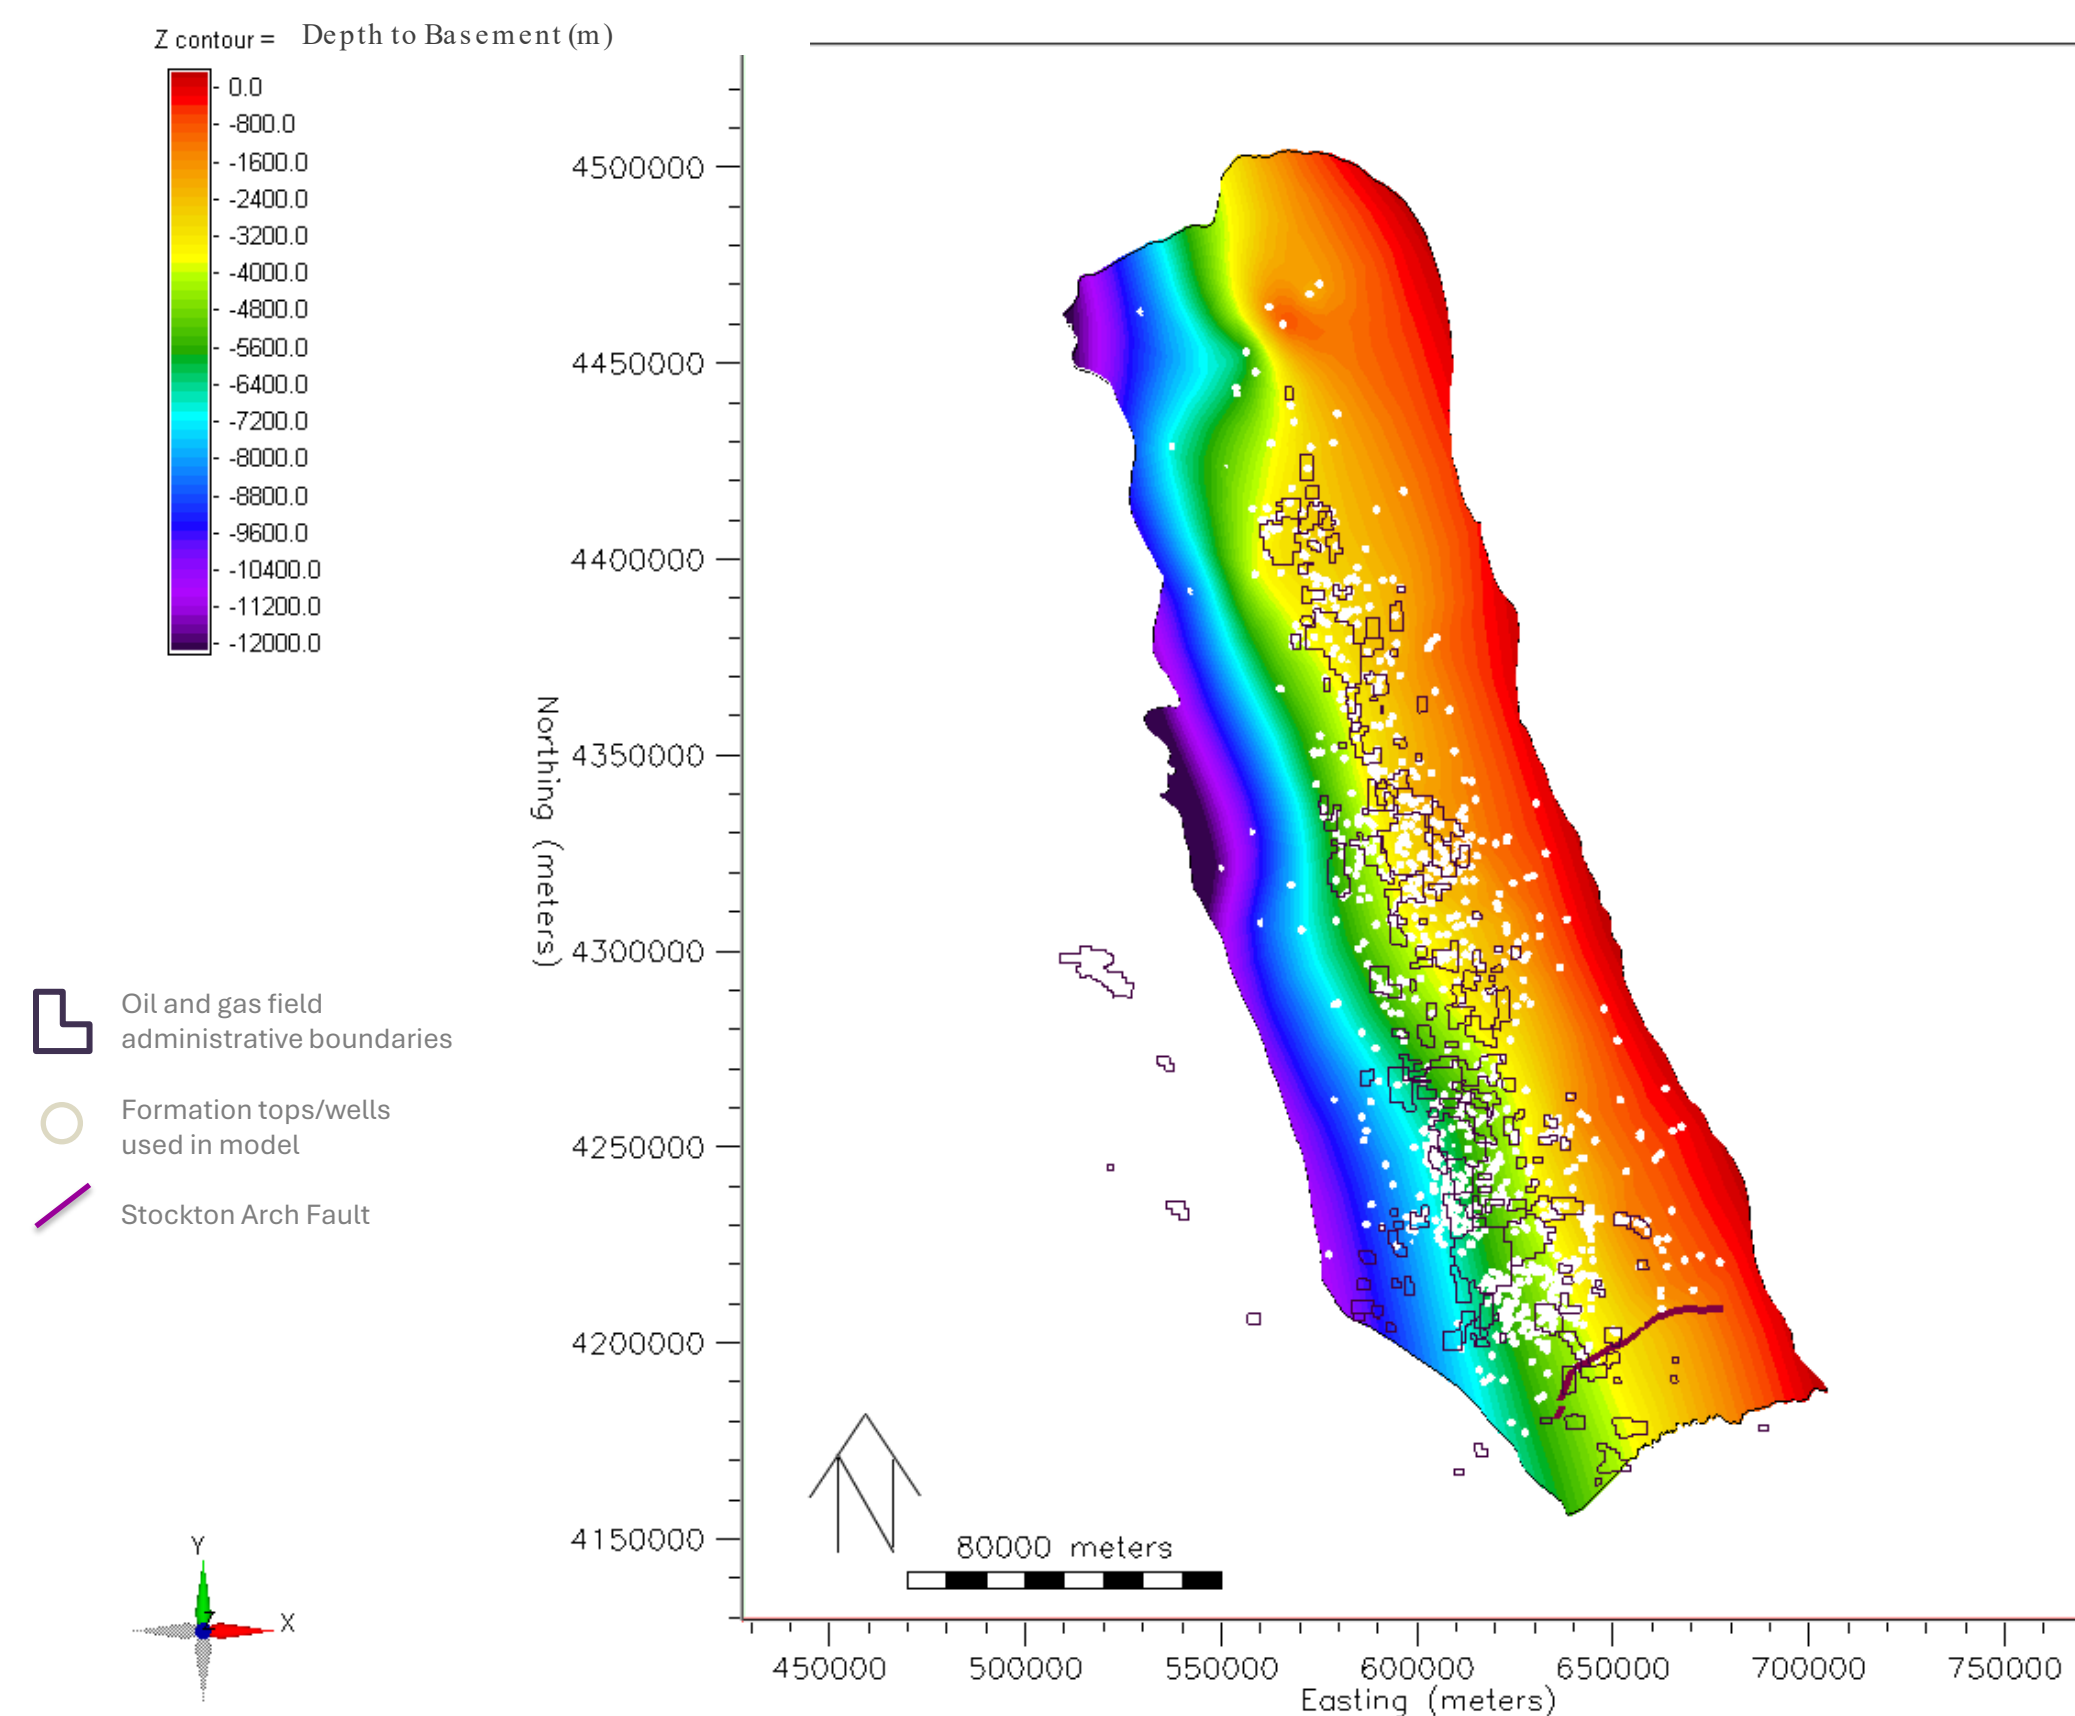 Z contour = Depth to Basement (m)
0.0
-800.0
-1600.0
-2400.0
-3200.0
-4000.0
-4800.0
-5600.0
-6400.0
-7200.0
-8000.0
-8800.0
-9600.0
-10400.0
-11200.0
-12000.0
Oil and gas field
administrative boundaries
Formation tops/wells
used in model
Stockton Arch Fault
Y
X
Z
Northing (meters)
4500000
4450000
4400000
4350000
4300000
4250000
4200000
4150000
N
80000 meters
450000 500000 550000 600000 650000 700000 750000
Easting (meters)